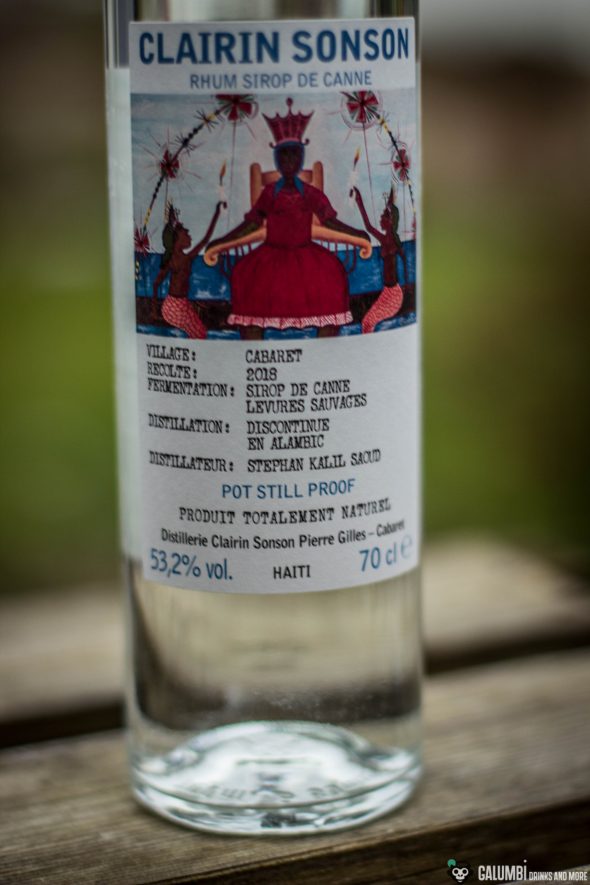 CLAIRIN SONSON
RHUM SIROP DE CANNE
VILLAGE: CABARET
RECOLTE: 2018
FERMENTATION: SIROP DE CANNE
LEVURES SAUVAGES
DISTILLATION: DISCONTINUE
EN ALAMBIC
DISTILLATEUR: STEPHAN KALIL SAOUD
POT STILL PROOF
PRODUIT TOTALEMENT NATUREL
Distillerie Clairin Sonson Pierre Gilles – Cabaret
53,2% vol. HAITI 70 cl e
GALUMBI DRINKS AND MORE